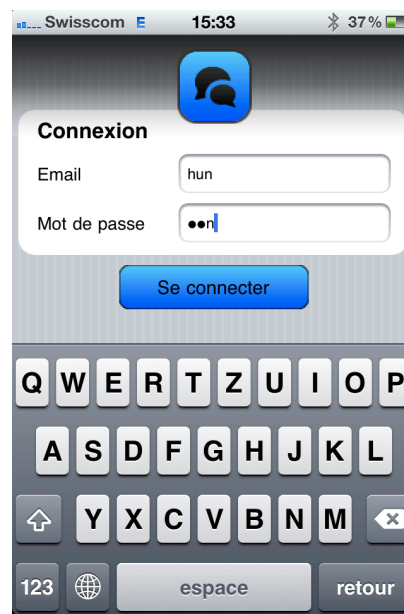 Swisscom E 15:33 37%
Connexion
Email hun
Mot de passe ●●n
Se connecter
Q W E R T Z U I O P
A S D F G H J K L
Y X C V B N M
123 espace retour